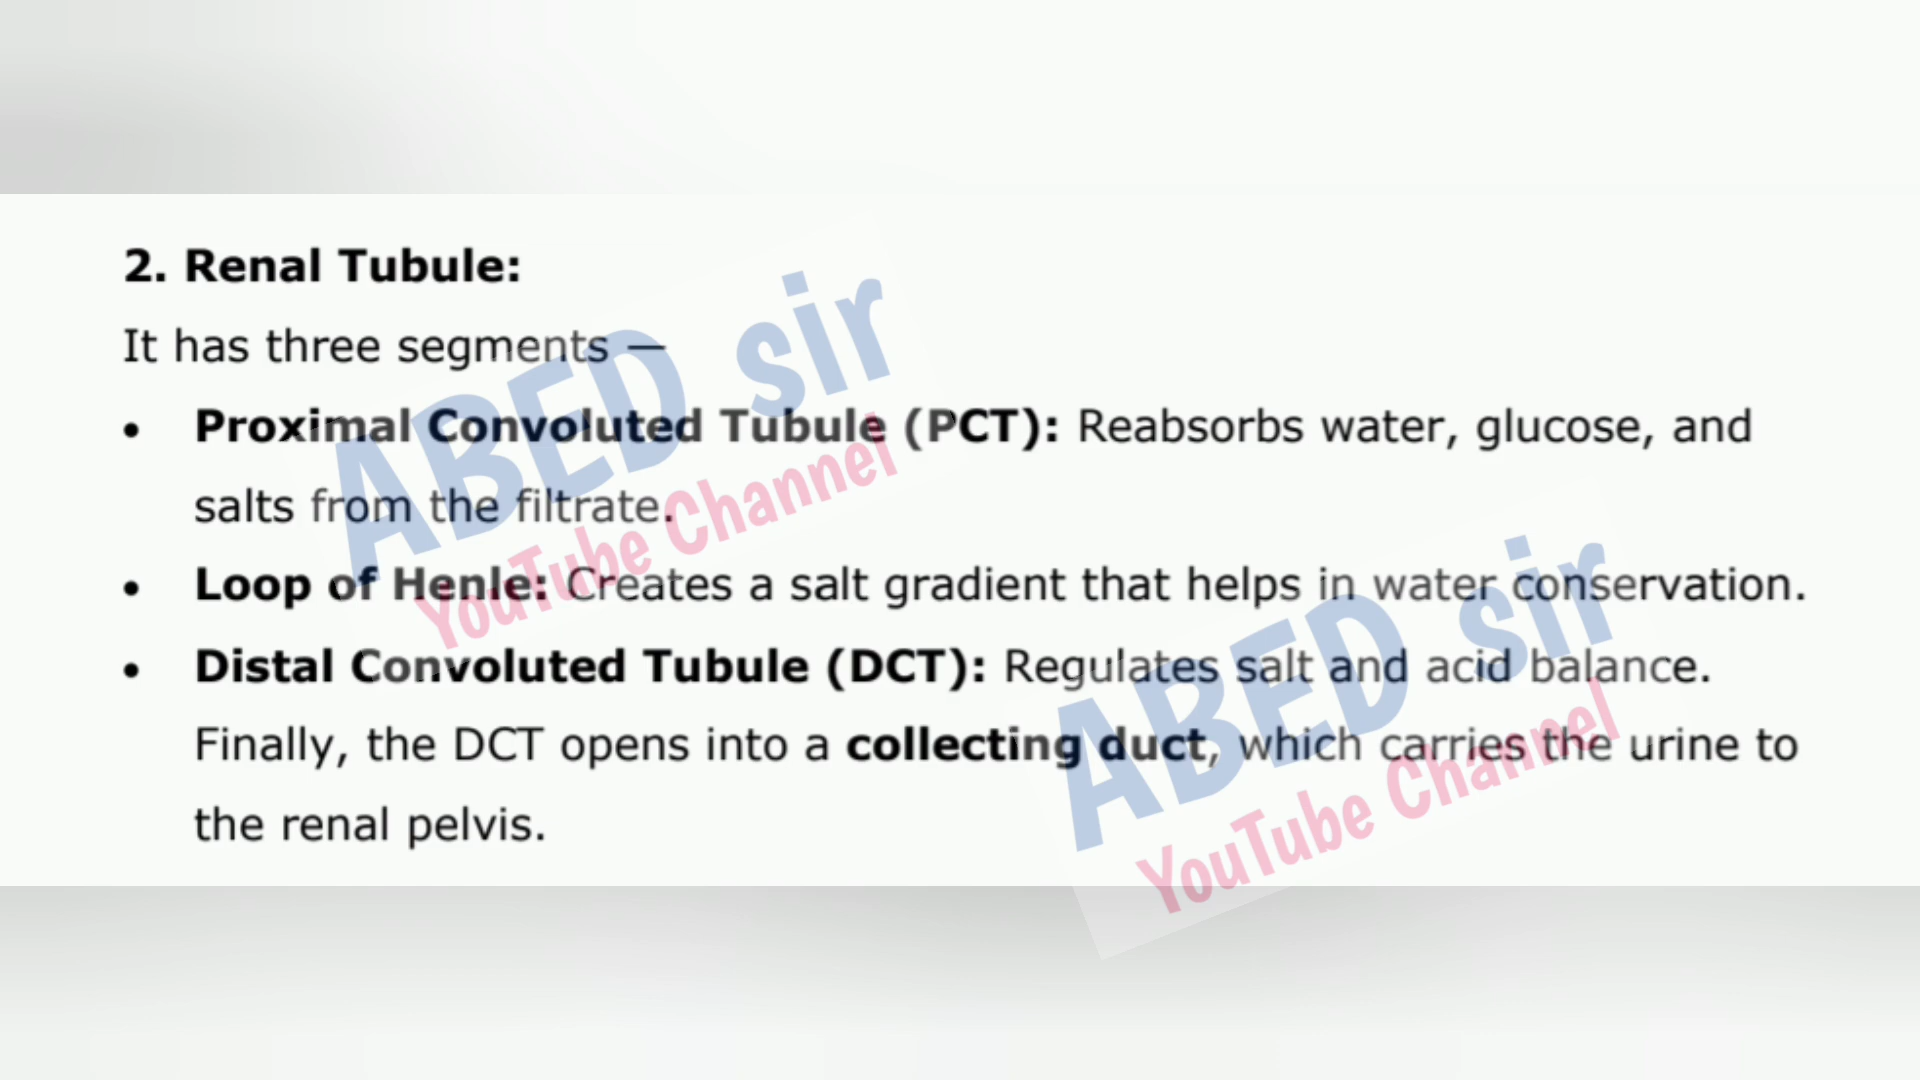 2. Renal Tubule:
It has three segments —
• Proximal Convoluted Tubule (PCT): Reabsorbs water, glucose, and
salts from the filtrate.
• Loop of Henle: Creates a salt gradient that helps in water conservation.
• Distal Convoluted Tubule (DCT): Regulates salt and acid balance.
Finally, the DCT opens into a collecting duct, which carries the urine to
the renal pelvis.
ABED sir
YouTube Channel
ABED sir
YouTube Channel